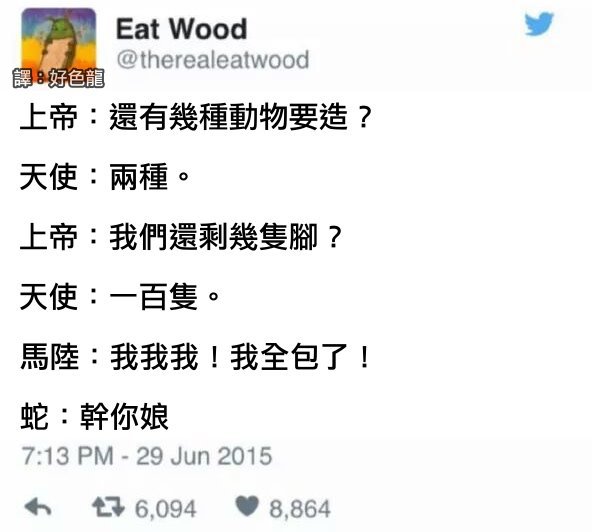 Eat Wood
@therealeatwood
譯：好色龍
上帝：還有幾種動物要造？
天使：兩種。
上帝：我們還剩幾隻腳？
天使：一百隻。
馬陸：我我我！我全包了！
蛇：幹你娘
7:13 PM - 29 Jun 2015
6,094 8,864